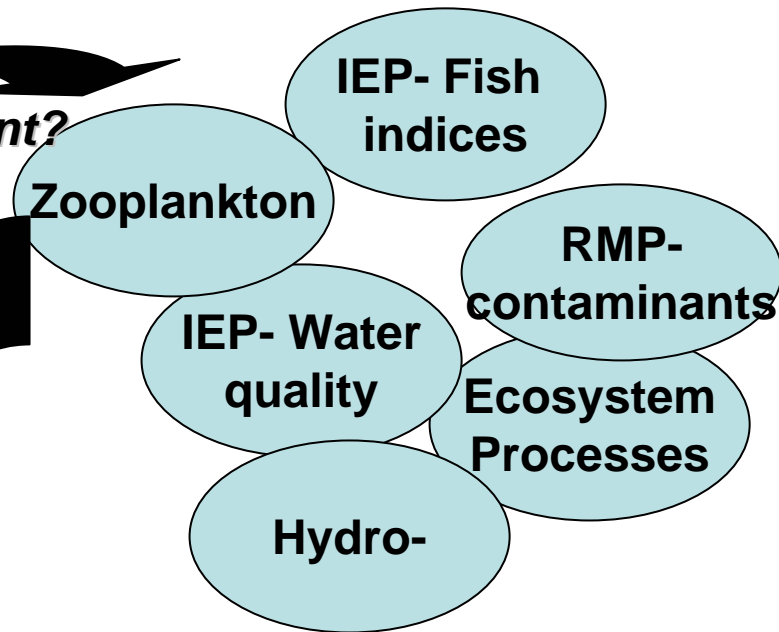 IEP- Fish
indices
nt?
Zooplankton
RMP-
contaminants
IEP- Water
quality
Ecosystem
Processes
Hydro-